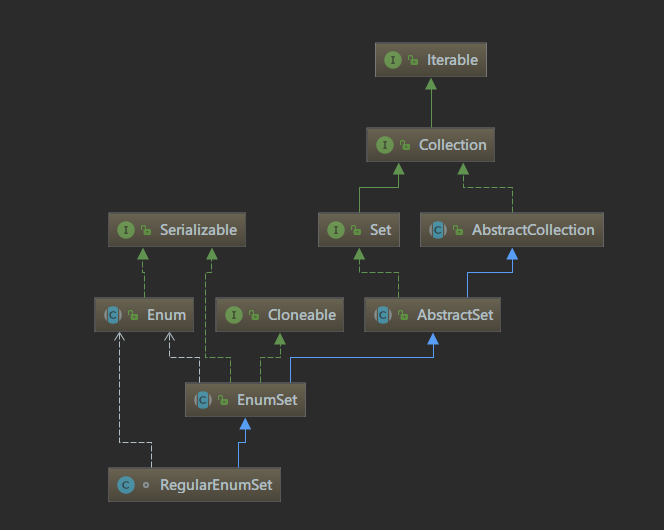 I Iterable
I Collection
I Serializable
I Set
C AbstractCollection
C Enum
I Cloneable
C AbstractSet
C EnumSet
C RegularEnumSet